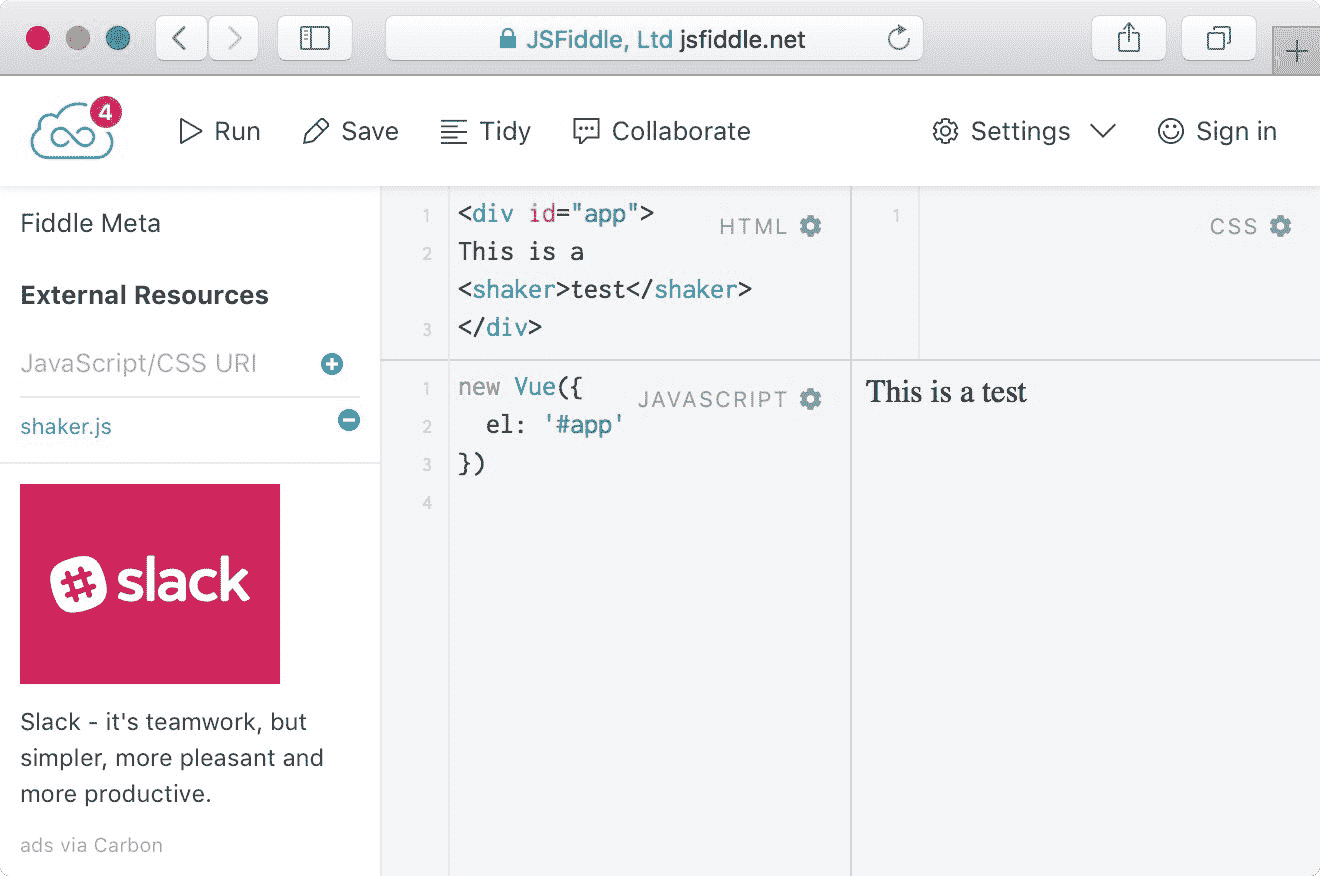 JSFiddle, Ltd jsfiddle.net
4
Run Save Tidy Collaborate Settings Sign in
Fiddle Meta
External Resources
JavaScript/CSS URI
shaker.js
slack
Slack - it's teamwork, but
simpler, more pleasant and
more productive.
ads via Carbon
HTML
1 <div id="app">
2 This is a
<shaker>test</shaker>
3 </div>
CSS
1
JAVASCRIPT
1 new Vue({
2 el: '#app'
3 })
4
This is a test